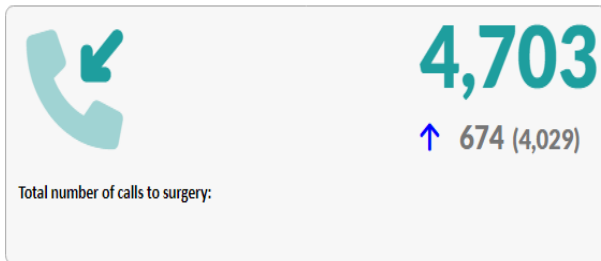 4,703
↑ 674 (4,029)
Total number of calls to surgery: